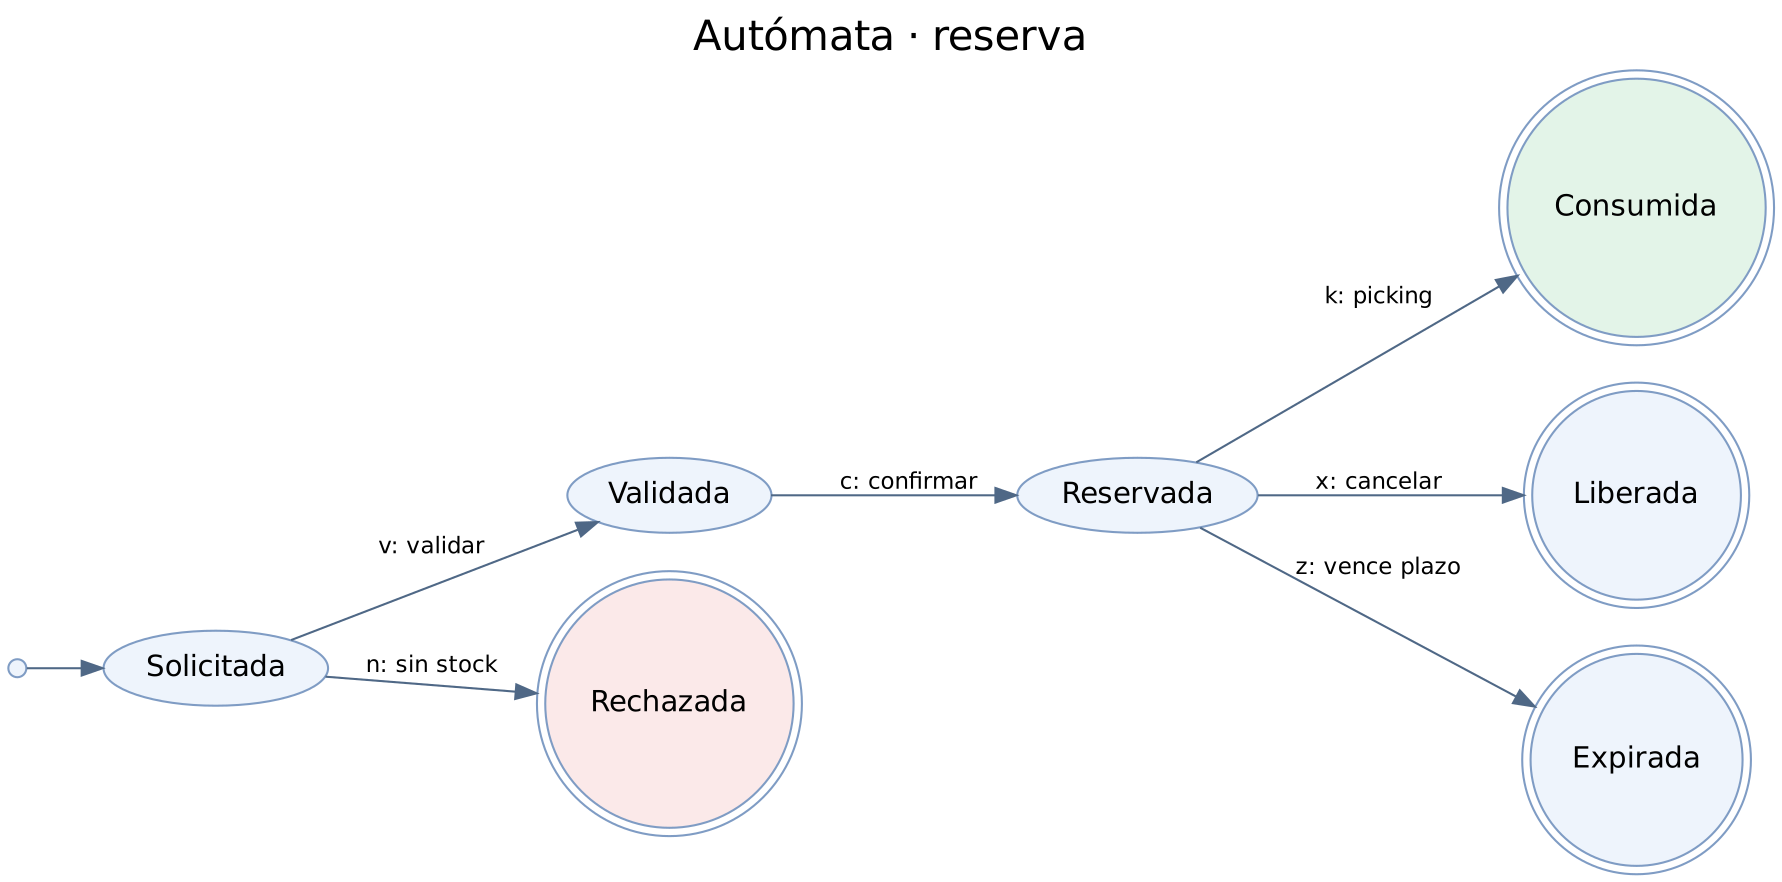 Autómata · reserva
Consumida
k: picking
Validada
c: confirmar
Reservada
x: cancelar
Liberada
v: validar
z: vence plazo
Solicitada
n: sin stock
Rechazada
Expirada